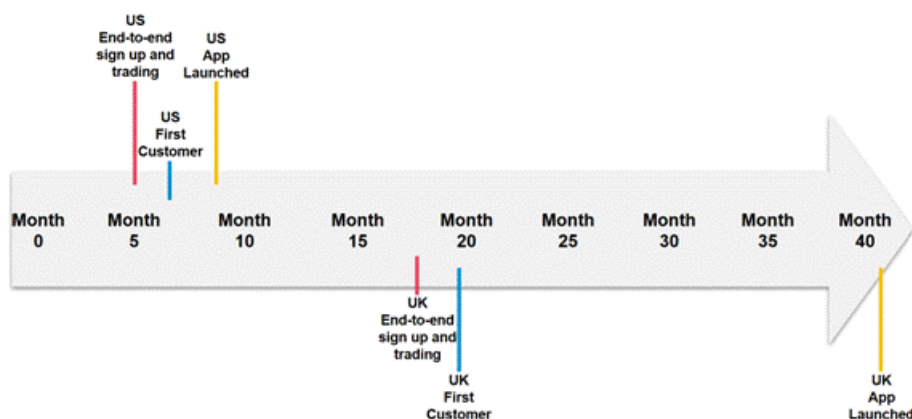 US
End-to-end
sign up and
trading
US
App
Launched
US
First
Customer
Month
0
Month
5
Month
10
Month
15
Month
20
Month
25
Month
30
Month
35
Month
40
UK
End-to-end
sign up and
trading
UK
First
Customer
UK
App
Launched